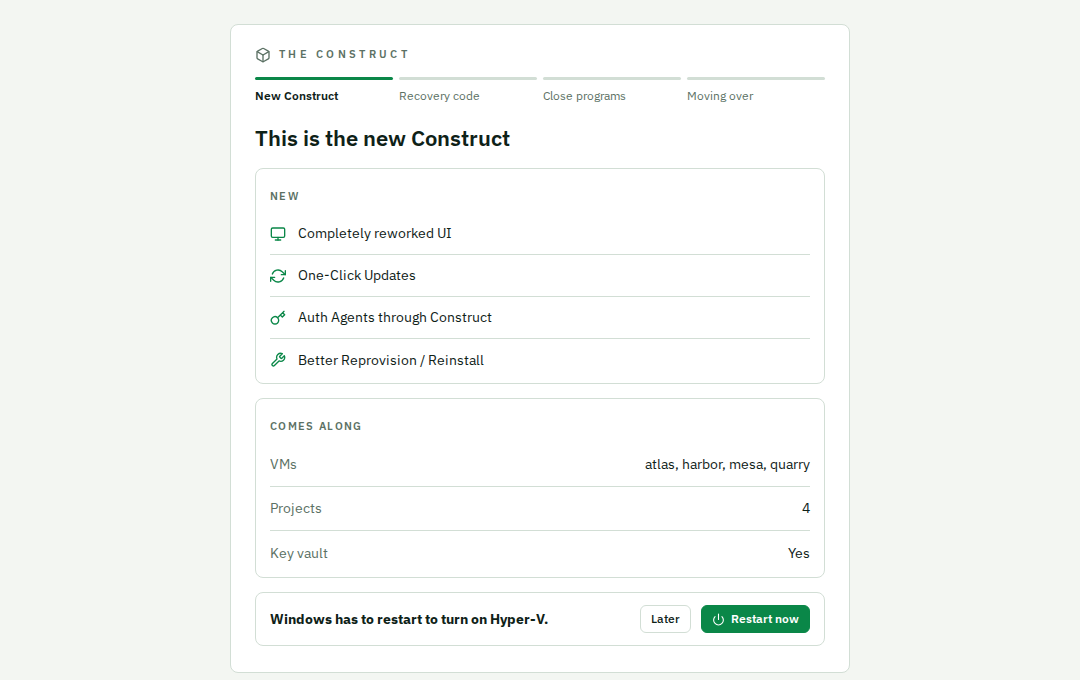 THE CONSTRUCT
New Construct
Recovery code
Close programs
Moving over
This is the new Construct
NEW
Completely reworked UI
One-Click Updates
Auth Agents through Construct
Better Reprovision / Reinstall
COMES ALONG
VMs atlas, harbor, mesa, quarry
Projects 4
Key vault Yes
Windows has to restart to turn on Hyper-V.
Later
Restart now